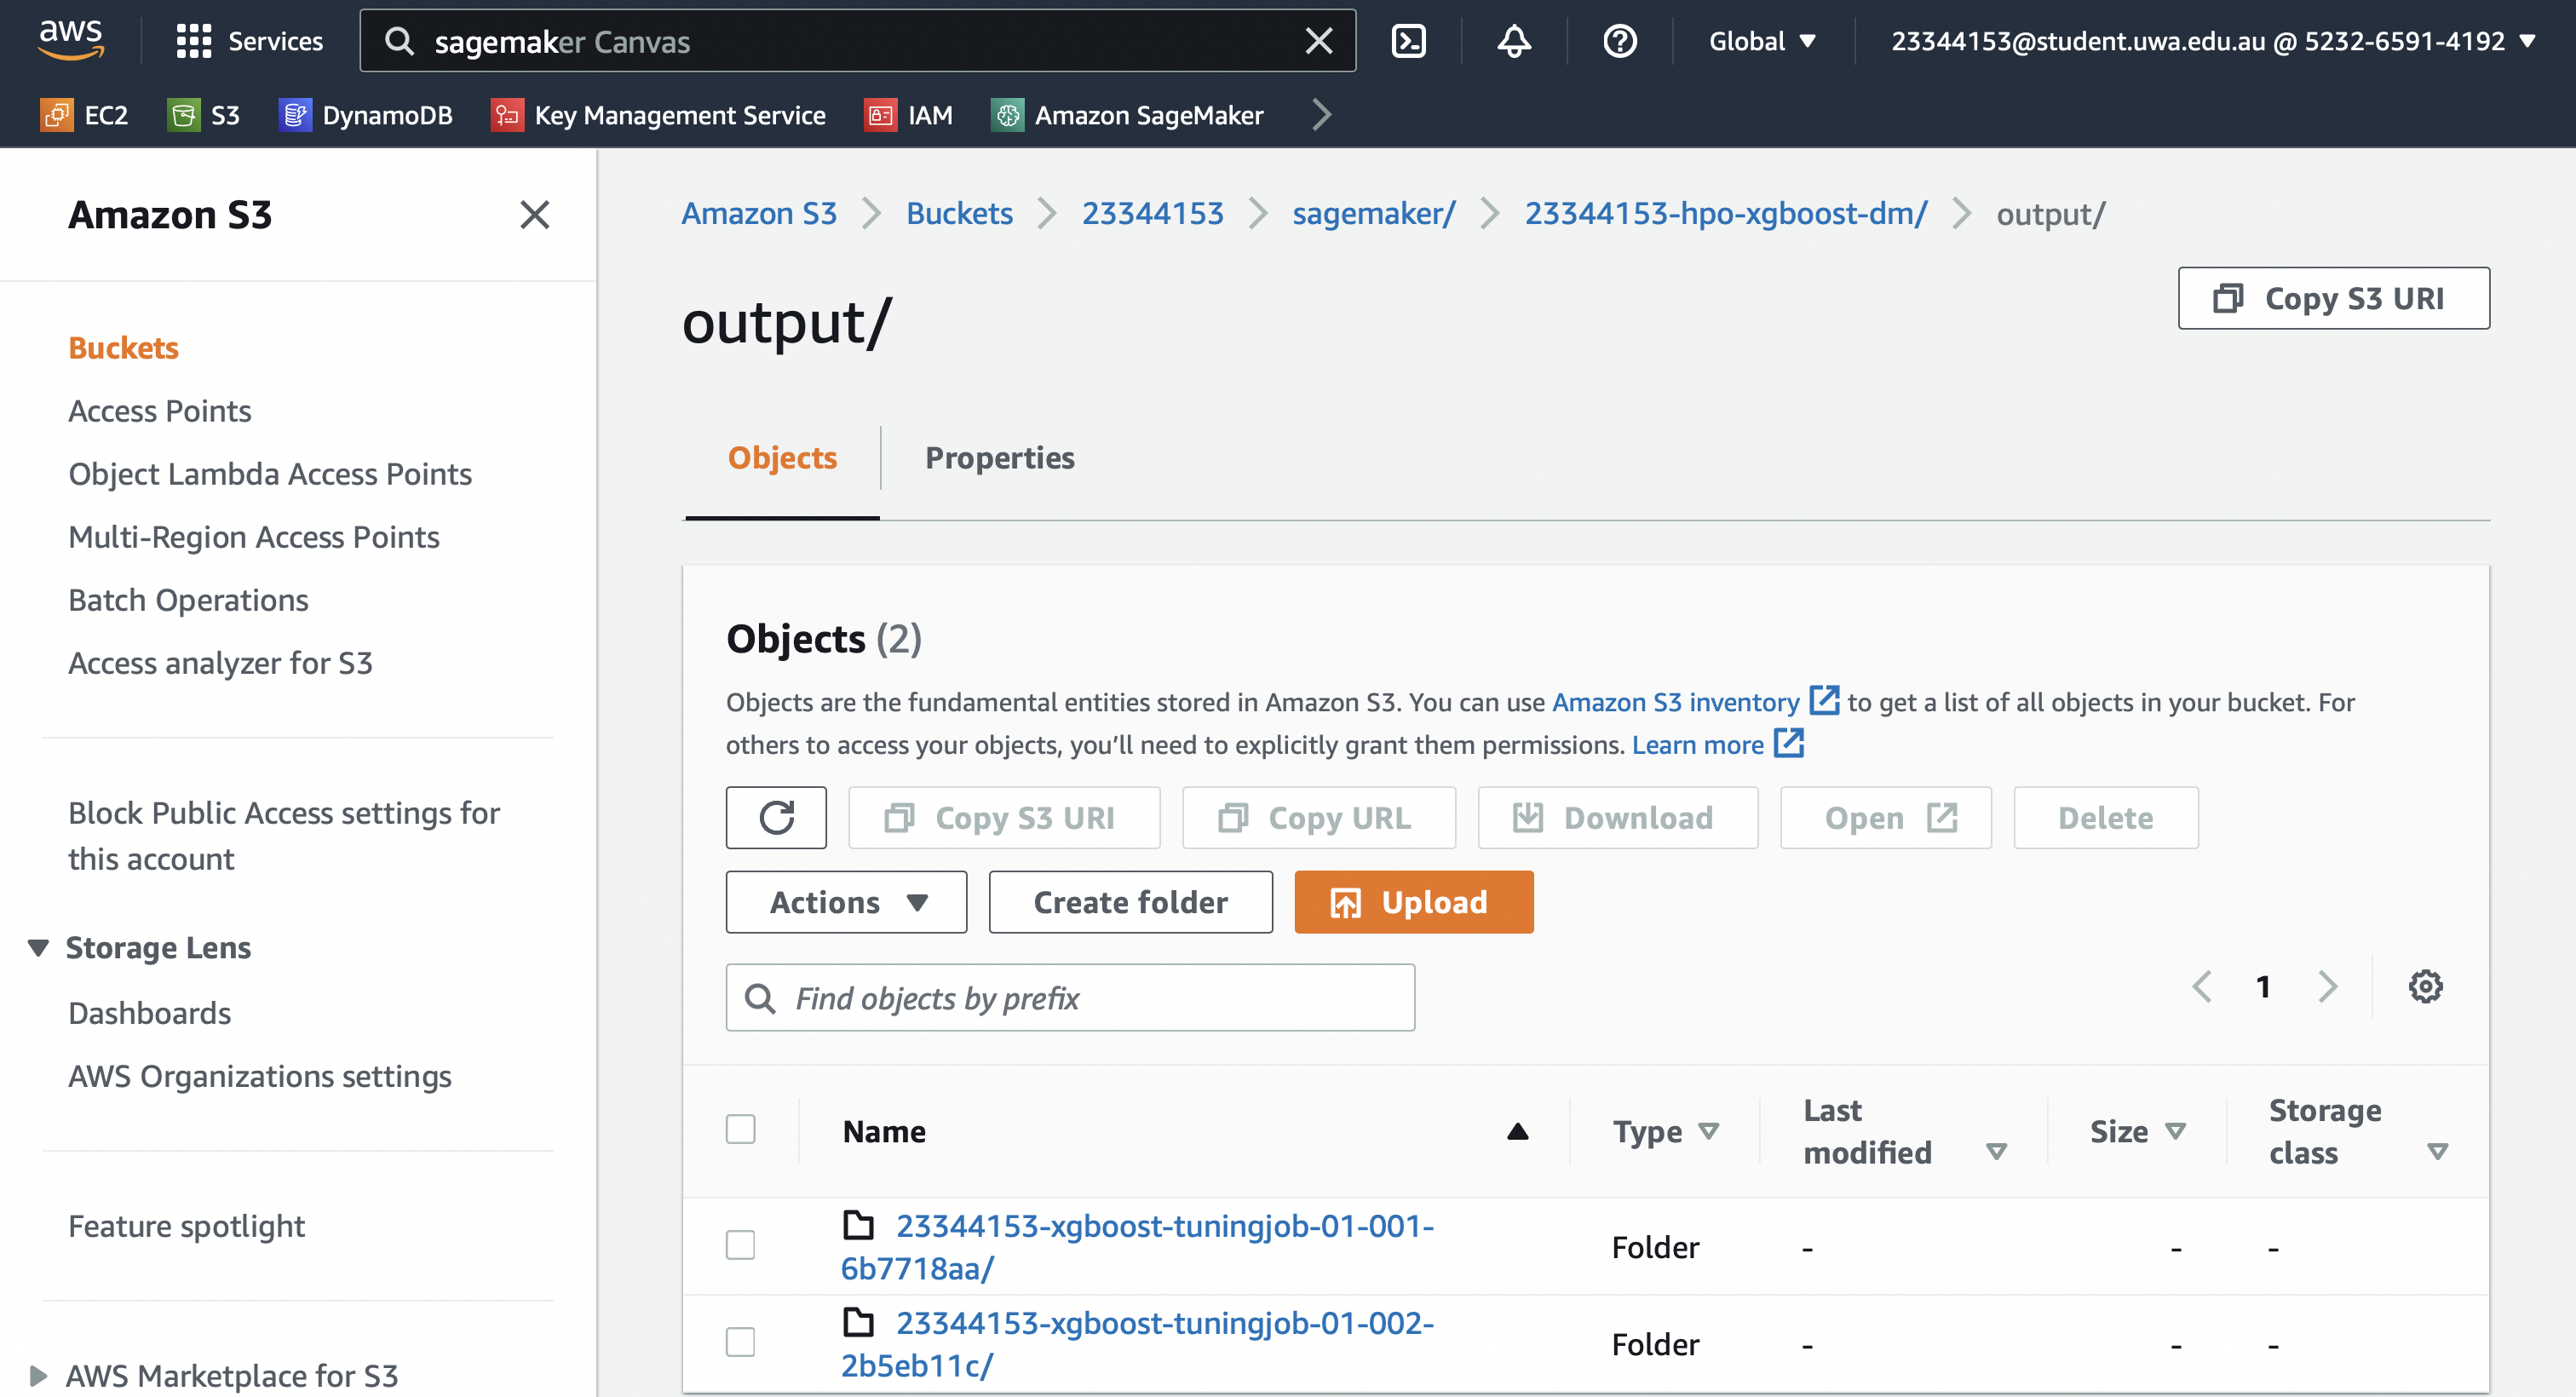 aws
Services
sagemaker Canvas
Global
23344153@student.uwa.edu.au @ 5232-6591-4192
EC2
S3
DynamoDB
Key Management Service
IAM
Amazon SageMaker
Amazon S3
Buckets
Access Points
Object Lambda Access Points
Multi-Region Access Points
Batch Operations
Access analyzer for S3
Block Public Access settings for
this account
Storage Lens
Dashboards
AWS Organizations settings
Feature spotlight
AWS Marketplace for S3
Amazon S3
Buckets
23344153
sagemaker/
23344153-hpo-xgboost-dm/
output/
output/
Copy S3 URI
Objects
Properties
Objects (2)
Objects are the fundamental entities stored in Amazon S3. You can use Amazon S3 inventory to get a list of all objects in your bucket. For
others to access your objects, you’ll need to explicitly grant them permissions. Learn more
Copy S3 URI
Copy URL
Download
Open
Delete
Actions
Create folder
Upload
Find objects by prefix
1
Name
Type
Last
modified
Size
Storage
class
23344153-xgboost-tuningjob-01-001-
6b7718aa/
Folder
-
-
-
23344153-xgboost-tuningjob-01-002-
2b5eb11c/
Folder
-
-
-